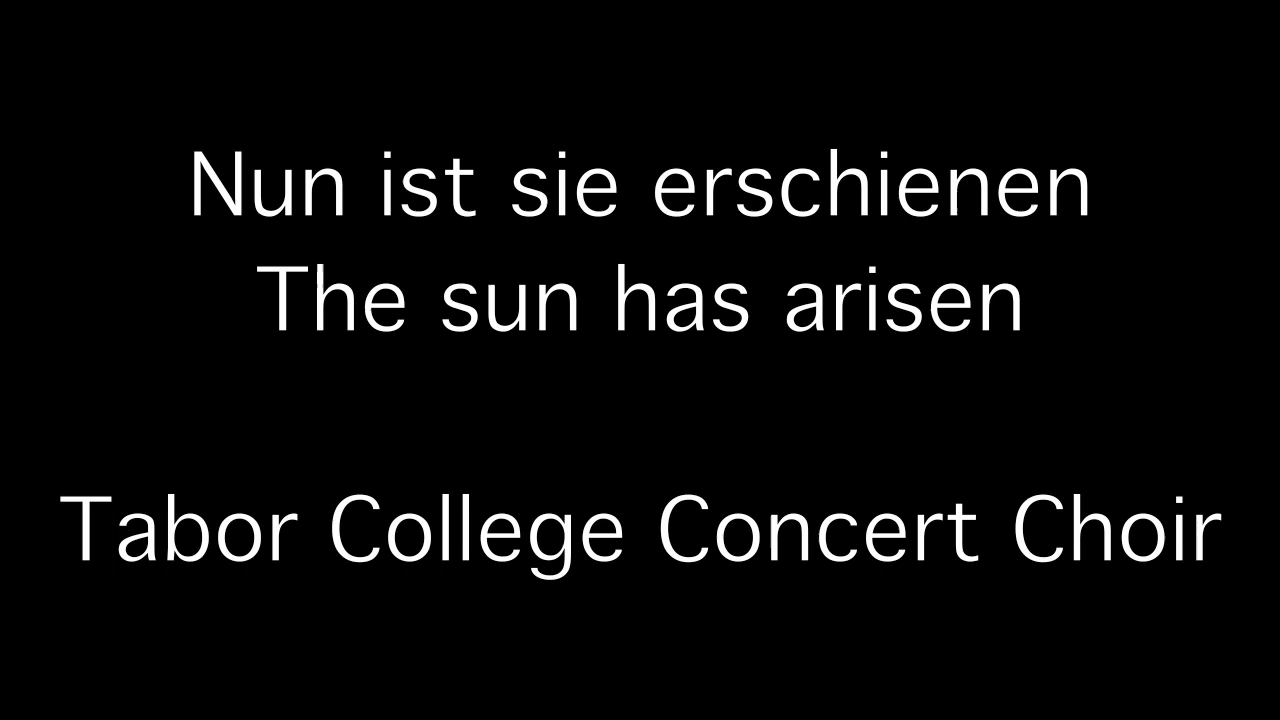 Nun ist sie erschienen
The sun has arisen
Tabor College Concert Choir